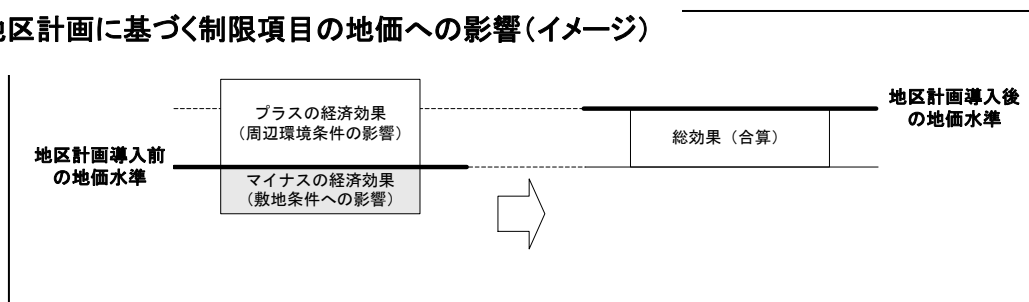 地区計画に基づく制限項目の地価への影響（イメージ）
プラスの経済効果
（周辺環境条件の影響）
地区計画導入前
の地価水準
マイナスの経済効果
（敷地条件への影響）
総効果（合算）
地区計画導入後
の地価水準